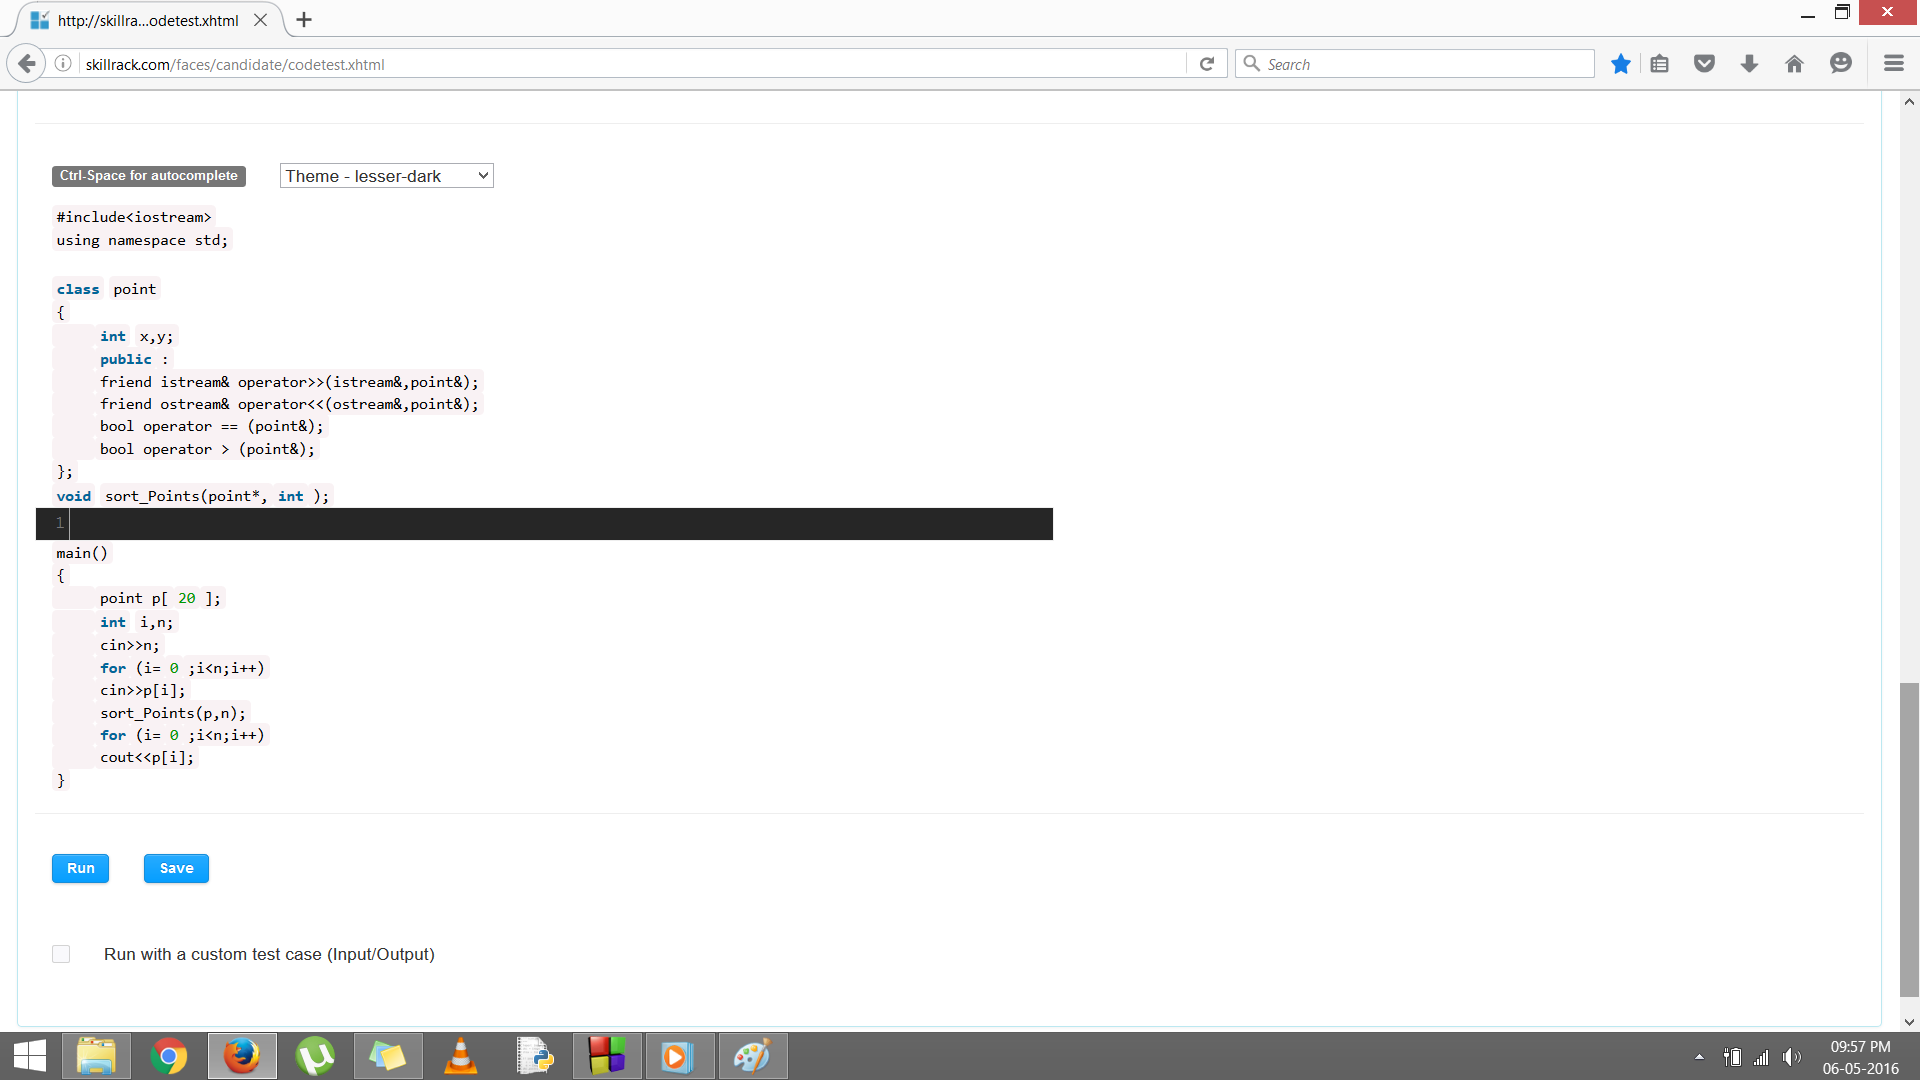 http://skillra...odetest.xhtml
skillrack.com/faces/candidate/codetest.xhtml
Search
Ctrl-Space for autocomplete
Theme - lesser-dark
#include<iostream>
using namespace std;
class point
{
int x,y;
public :
friend istream& operator>>(istream&,point&);
friend ostream& operator<<(ostream&,point&);
bool operator == (point&);
bool operator > (point&);
};
void sort_Points(point*, int );
1
main()
{
point p[ 20 ];
int i,n;
cin>>n;
for (i= 0 ;i<n;i++)
cin>>p[i];
sort_Points(p,n);
for (i= 0 ;i<n;i++)
cout<<p[i];
}
Run Save
Run with a custom test case (Input/Output)
09:57 PM
06-05-2016